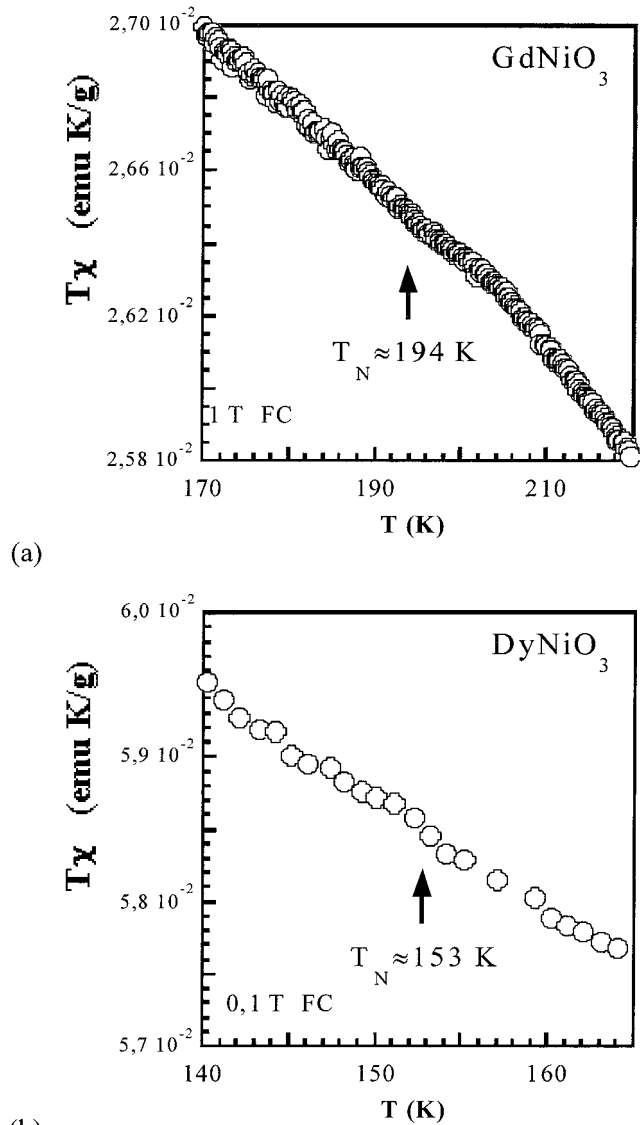 2,70 10⁻²
GdNiO₃
2,66 10⁻²
Tχ (emu K/g)
2,62 10⁻²
T_N≈194 K
1 T FC
2,58 10⁻²
170 190 210
T (K)
(a)
6,0 10⁻²
DyNiO₃
5,9 10⁻²
Tχ (emu K/g)
5,8 10⁻²
T_N≈153 K
0,1 T FC
5,7 10⁻²
140 150 160
T (K)